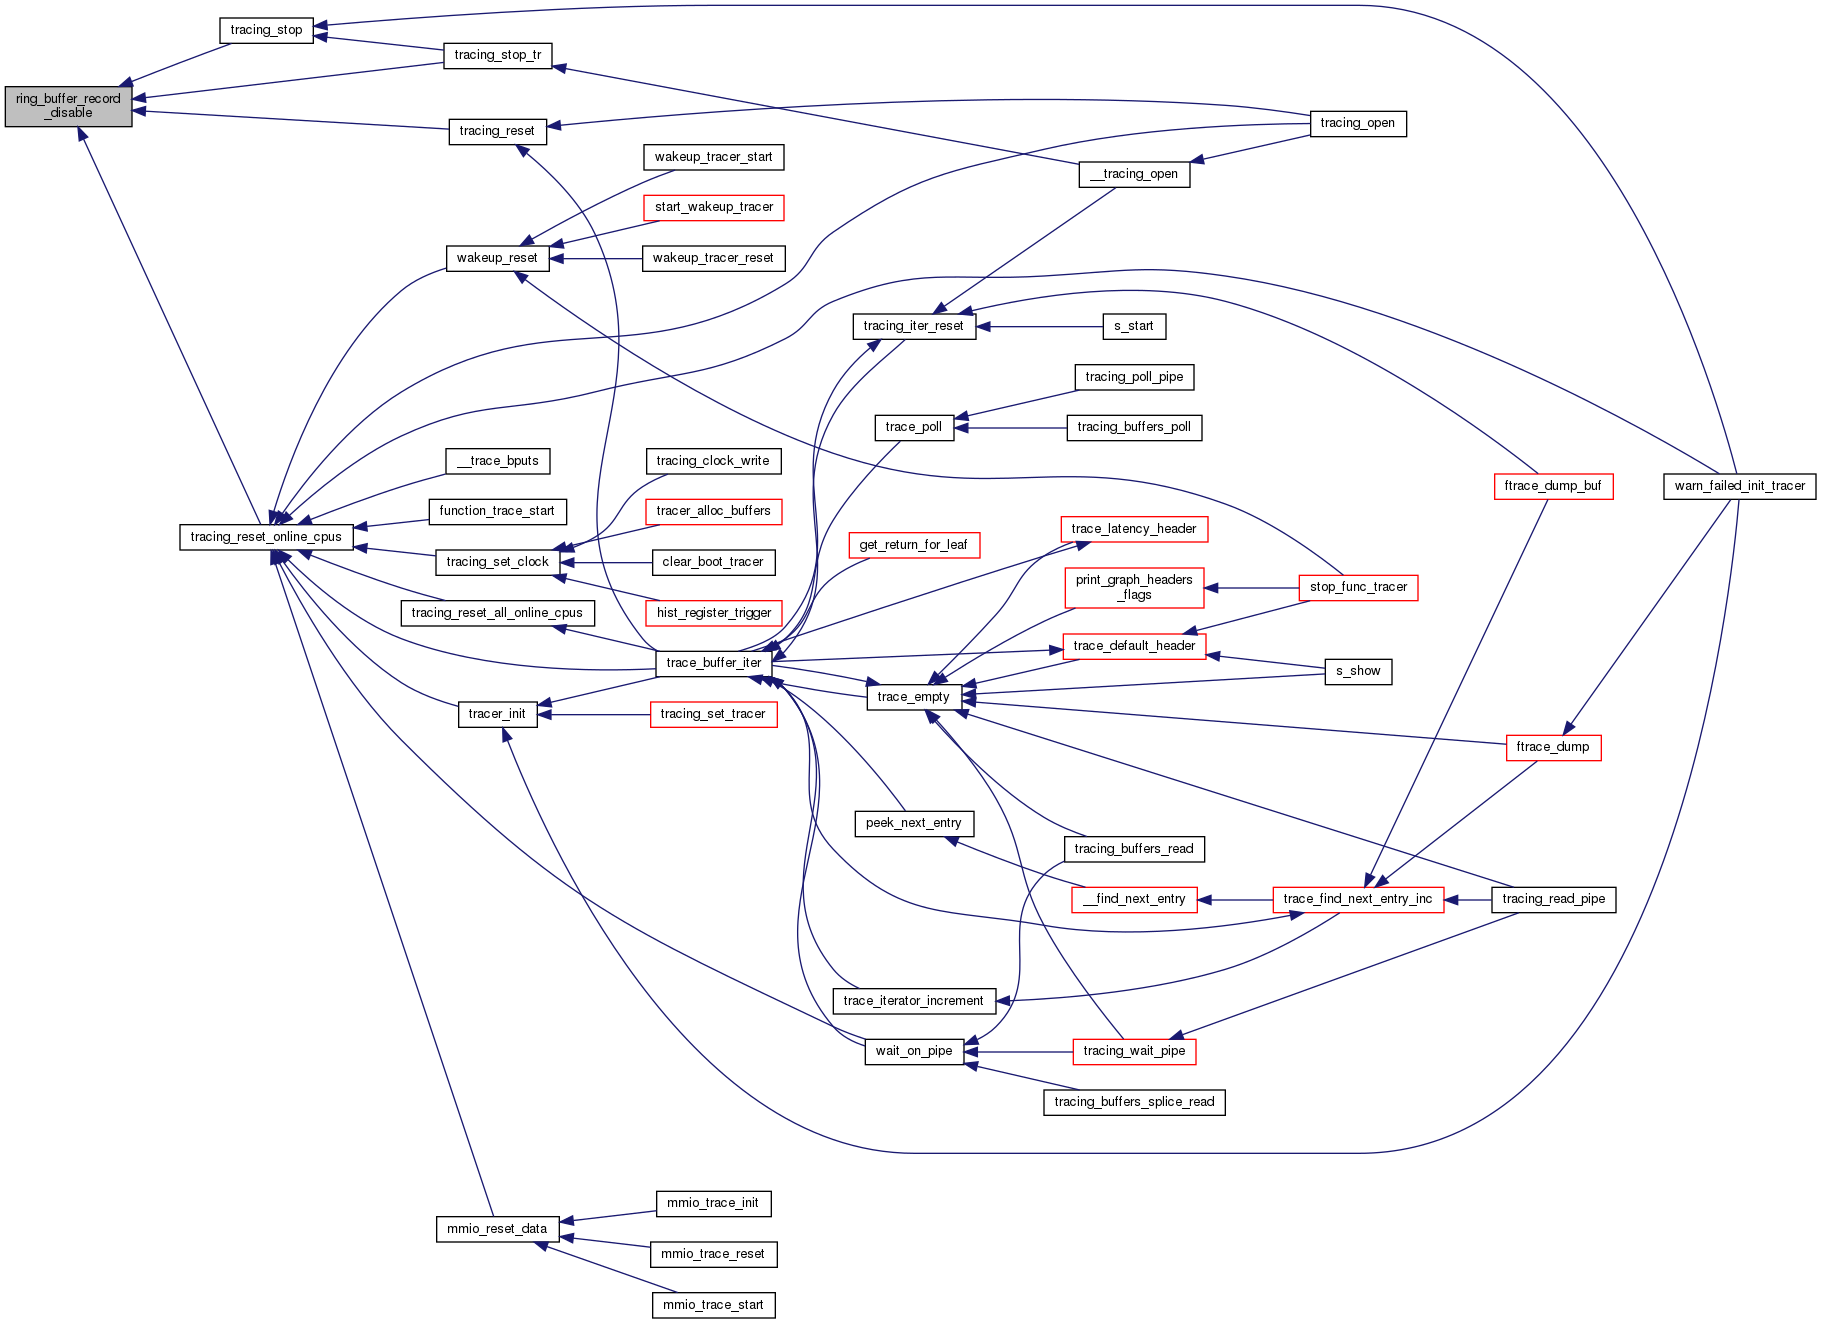 tracing_stop
tracing_stop_tr
ring_buffer_record
_disable
tracing_reset
tracing_open
wakeup_tracer_start
__tracing_open
start_wakeup_tracer
wakeup_reset
wakeup_tracer_reset
tracing_iter_reset
s_start
tracing_poll_pipe
trace_poll
tracing_buffers_poll
__trace_bputs
tracing_clock_write
ftrace_dump_buf
warn_failed_init_tracer
function_trace_start
tracer_alloc_buffers
trace_latency_header
tracing_reset_online_cpus
get_return_for_leaf
tracing_set_clock
clear_boot_tracer
print_graph_headers
_flags
stop_func_tracer
tracing_reset_all_online_cpus
hist_register_trigger
trace_default_header
trace_buffer_iter
s_show
trace_empty
tracer_init
tracing_set_tracer
ftrace_dump
peek_next_entry
tracing_buffers_read
__find_next_entry
trace_find_next_entry_inc
tracing_read_pipe
trace_iterator_increment
wait_on_pipe
tracing_wait_pipe
tracing_buffers_splice_read
mmio_trace_init
mmio_reset_data
mmio_trace_reset
mmio_trace_start